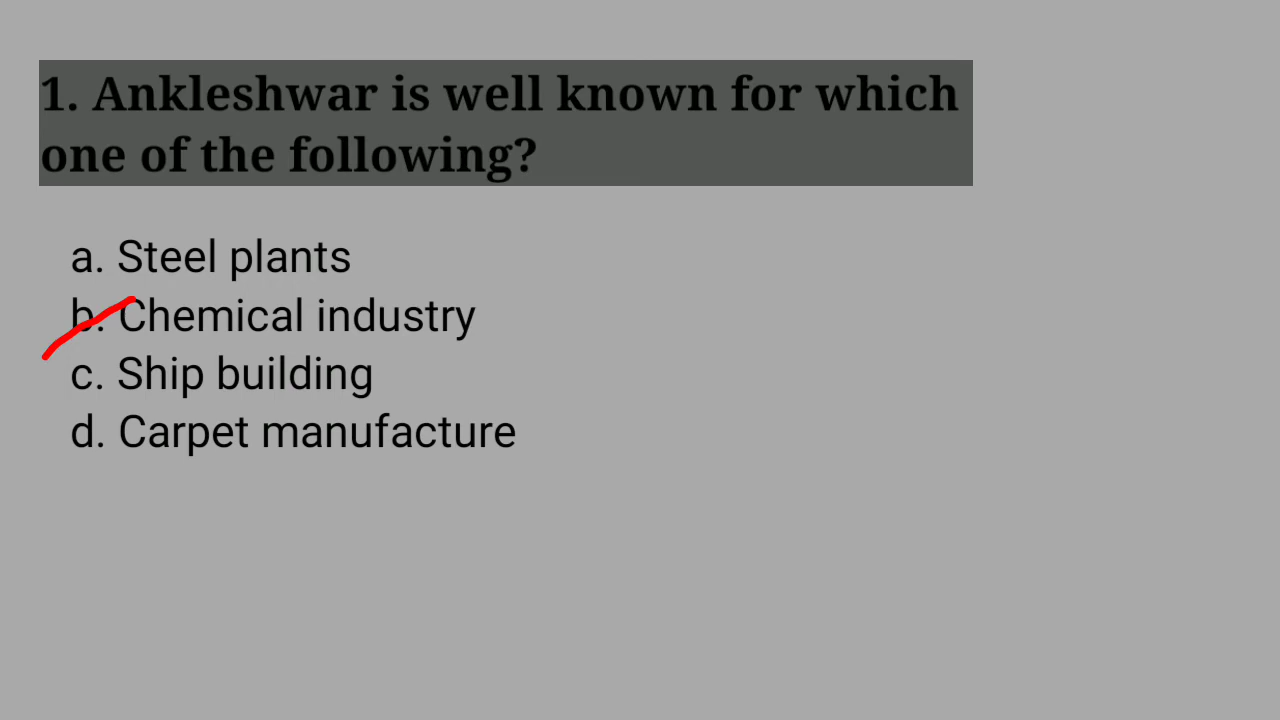 1. Ankleshwar is well known for which
one of the following?
a. Steel plants
b. Chemical industry
c. Ship building
d. Carpet manufacture